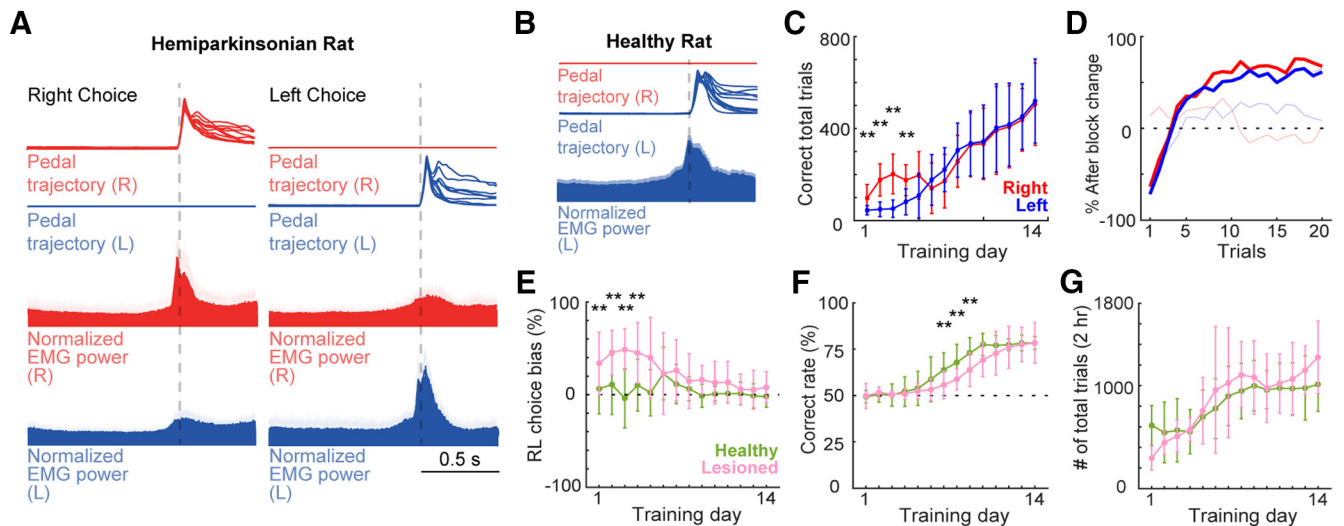 A
Hemiparkinsonian Rat
Right Choice
Left Choice
Pedal
trajectory (R)
Pedal
trajectory (R)
Pedal
trajectory (L)
Pedal
trajectory (L)
Normalized
EMG power
(R)
Normalized
EMG power
(R)
Normalized
EMG power
(L)
Normalized
EMG power
(L)
0.5 s
B
Healthy Rat
Pedal
trajectory (R)
Pedal
trajectory (L)
Normalized
EMG power
(L)
C
Correct total trials
800
400
0
** ** ** **
Right
Left
1
14
Training day
D
% After block change
100
0
-100
1
5
10
15
20
Trials
E
RL choice bias (%)
100
0
-100
** ** ** **
Healthy
Lesioned
1
14
Training day
F
Correct rate (%)
100
75
50
25
0
** ** **
1
14
Training day
G
# of total trials (2 hr)
1800
1000
0
1
14
Training day